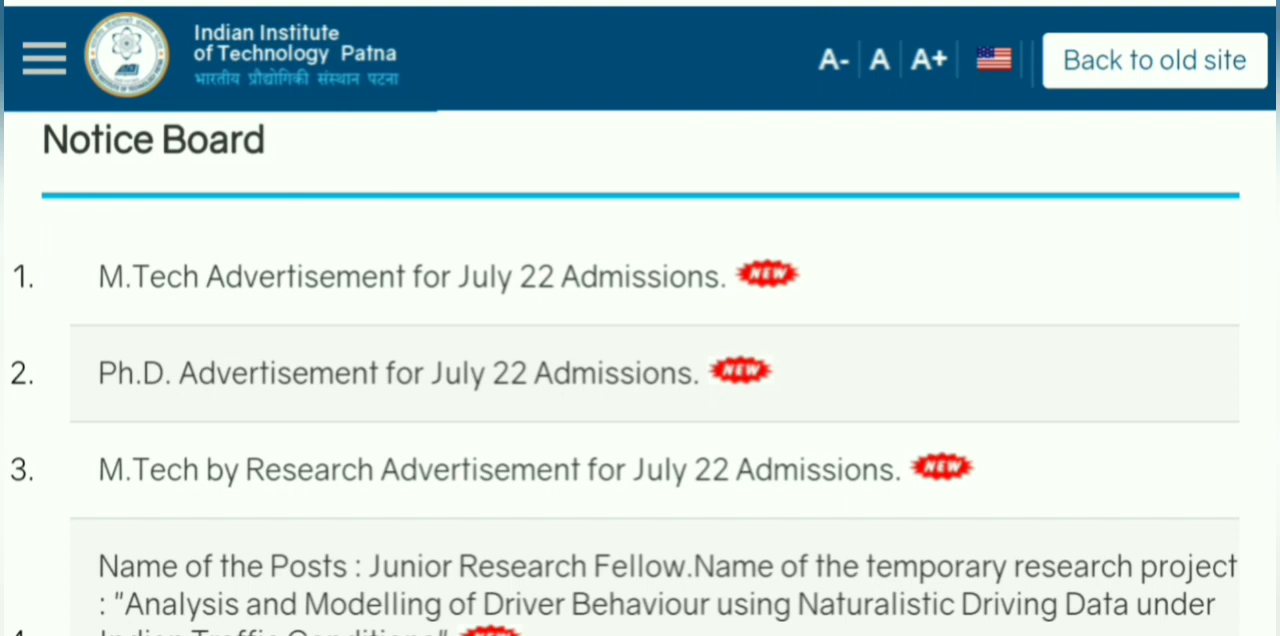 Indian Institute
of Technology Patna
भारतीय प्रौद्योगिकी संस्थान पटना
A- A A+
Back to old site
Notice Board
1. M.Tech Advertisement for July 22 Admissions. NEW
2. Ph.D. Advertisement for July 22 Admissions. NEW
3. M.Tech by Research Advertisement for July 22 Admissions. NEW
Name of the Posts : Junior Research Fellow.Name of the temporary research project
: "Analysis and Modelling of Driver Behaviour using Naturalistic Driving Data under
Indian Traffic Conditions"